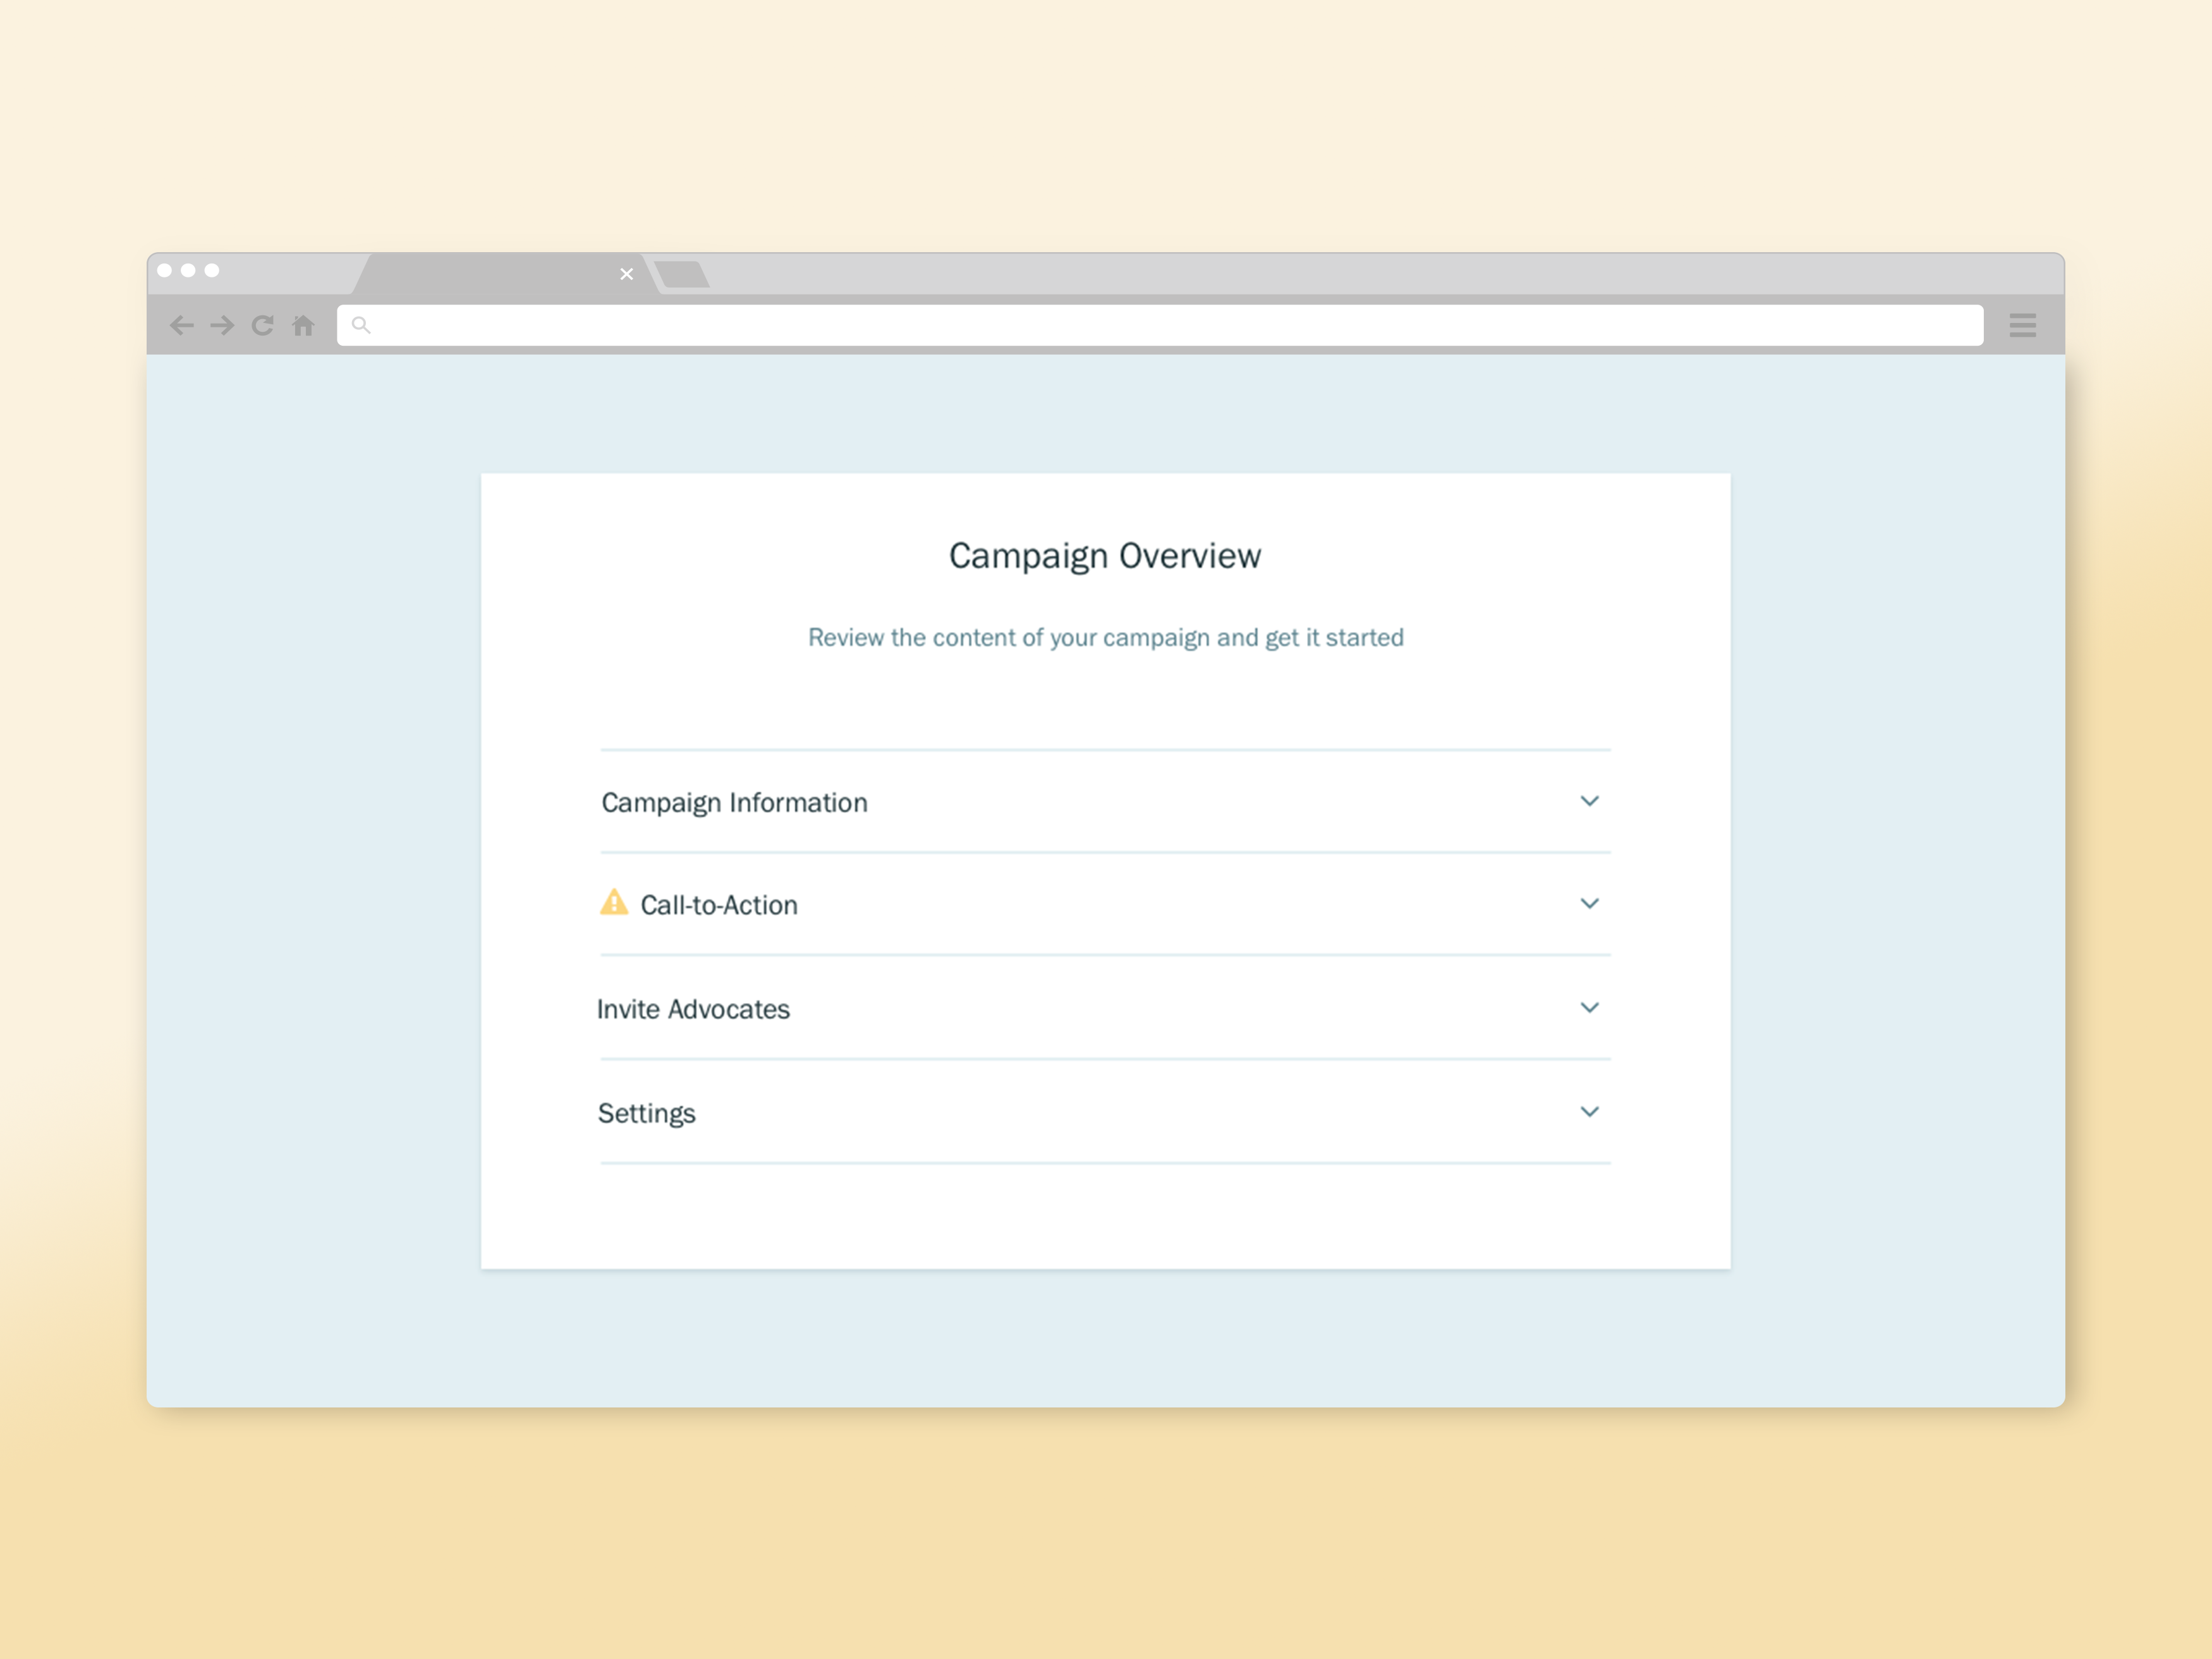 Campaign Overview
Review the content of your campaign and get it started
Campaign Information
Call-to-Action
Invite Advocates
Settings